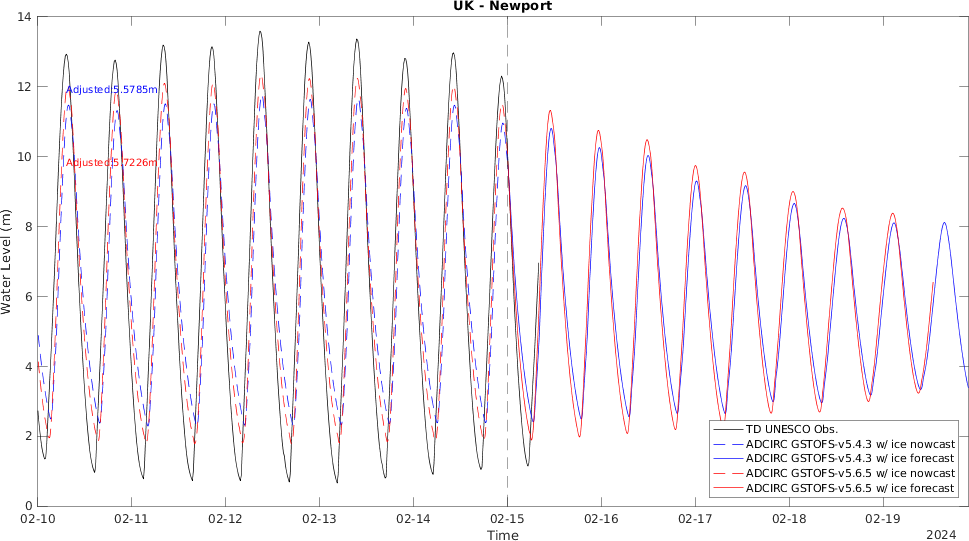 UK - Newport
14
12
10
8
6
4
2
0
Water Level (m)
Adjusted 5.5785m
Adjusted 5.7226m
02-10
02-11
02-12
02-13
02-14
02-15
02-16
02-17
02-18
02-19
Time
2024
TD UNESCO Obs.
ADCIRC GSTOFS-v5.4.3 w/ ice nowcast
ADCIRC GSTOFS-v5.4.3 w/ ice forecast
ADCIRC GSTOFS-v5.6.5 w/ ice nowcast
ADCIRC GSTOFS-v5.6.5 w/ ice forecast